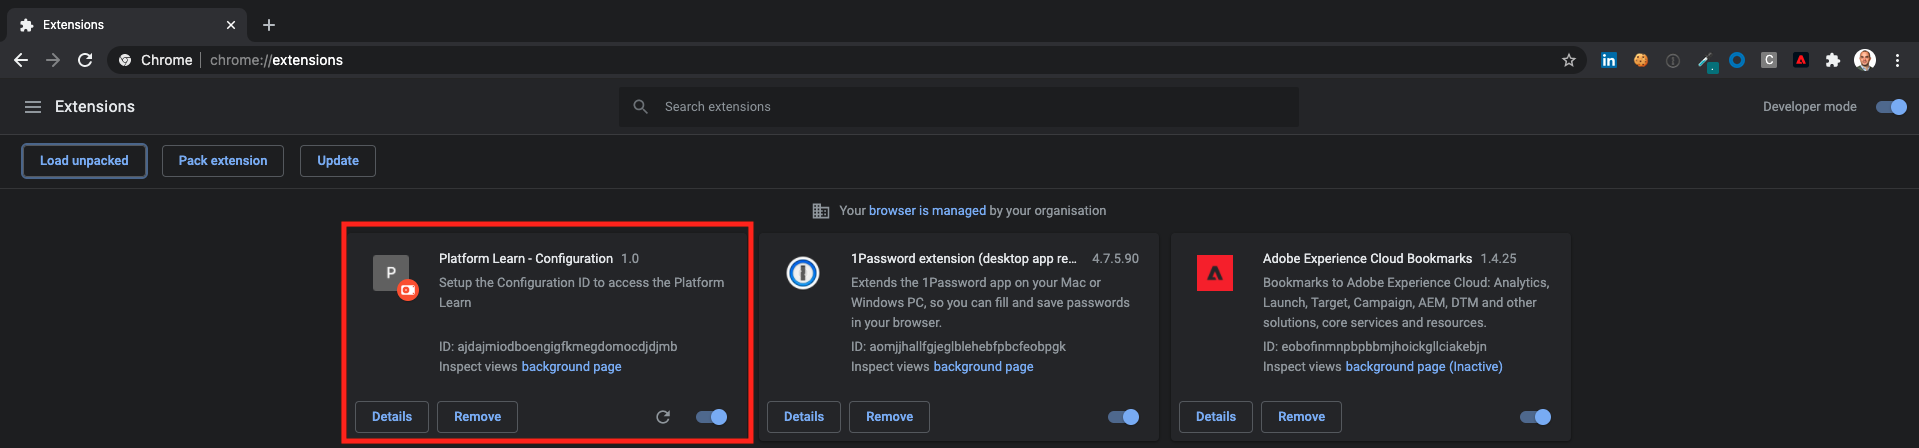 Extensions
Chrome chrome://extensions
in
C
Extensions
Search extensions
Developer mode
Load unpacked
Pack extension
Update
Your browser is managed by your organisation
P
Platform Learn - Configuration 1.0
Setup the Configuration ID to access the Platform
Learn
ID: ajdajmiodboengigfkmegdomocdjdjmb
Inspect views background page
Details
Remove
1Password extension (desktop app re... 4.7.5.90
Extends the 1Password app on your Mac or
Windows PC, so you can fill and save passwords
in your browser.
ID: aomjjhallfgjeglblehebfpbcfeobpgk
Inspect views background page
Details
Remove
Adobe Experience Cloud Bookmarks 1.4.25
Bookmarks to Adobe Experience Cloud: Analytics,
Launch, Target, Campaign, AEM, DTM and other
solutions, core services and resources.
ID: eobofinmnpbpbbmjhoickgllciakebjn
Inspect views background page (Inactive)
Details
Remove